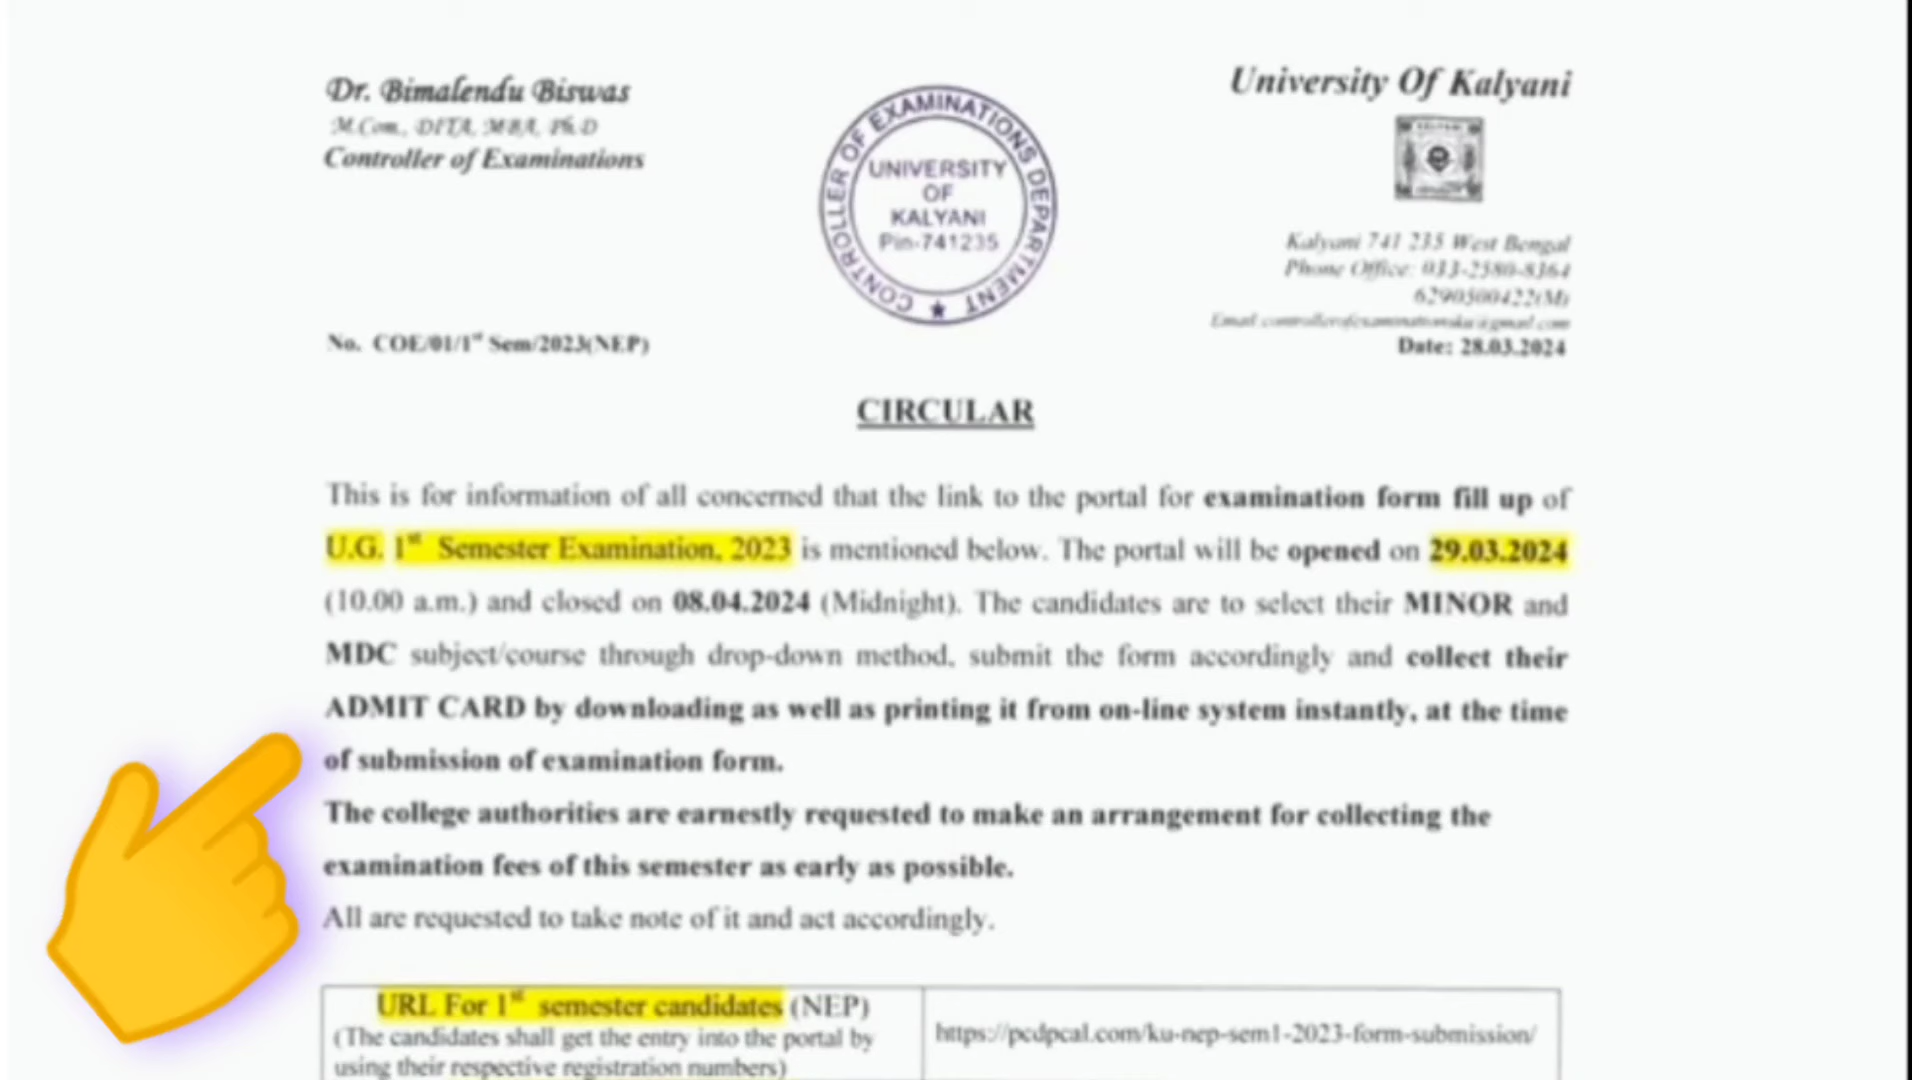 Dr. Bimalendu Biswas
M.Com., DITA, MBA, Ph.D
Controller of Examinations
CONTROLLER OF EXAMINATIONS DEPARTMENT
UNIVERSITY
OF
KALYANI
Pin-741235
University Of Kalyani
Kalyani 741 235 West Bengal
Phone Office: 033-2580-8364
6290500422(M)
Email:controllerofexaminationsku@gmail.com
No. COE/01/1st Sem/2023(NEP)
Date: 28.03.2024
CIRCULAR
This is for information of all concerned that the link to the portal for examination form fill up of
U.G. 1st Semester Examination, 2023 is mentioned below. The portal will be opened on 29.03.2024
(10.00 a.m.) and closed on 08.04.2024 (Midnight). The candidates are to select their MINOR and
MDC subject/course through drop-down method, submit the form accordingly and collect their
ADMIT CARD by downloading as well as printing it from on-line system instantly, at the time
of submission of examination form.
The college authorities are earnestly requested to make an arrangement for collecting the
examination fees of this semester as early as possible.
All are requested to take note of it and act accordingly.
URL For 1st semester candidates (NEP)
(The candidates shall get the entry into the portal by
using their respective registration numbers)
https://pcdpcal.com/ku-nep-sem1-2023-form-submission/